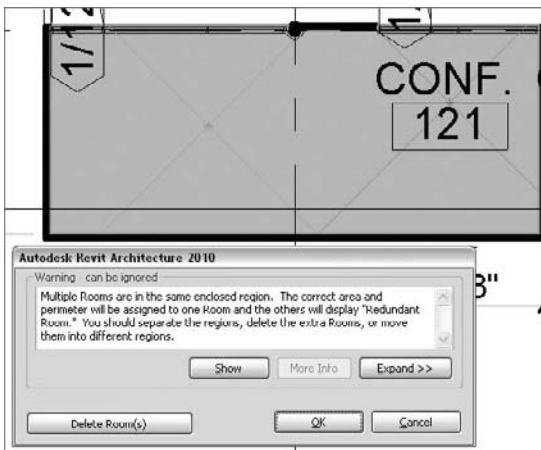 1/12
1/
CONF.
121
3"
Autodesk Revit Architecture 2010
Warning - can be ignored
Multiple Rooms are in the same enclosed region. The correct area and
perimeter will be assigned to one Room and the others will display "Redundant
Room." You should separate the regions, delete the extra Rooms, or move
them into different regions.
Show
More Info
Expand >>
Delete Room(s)
OK
Cancel